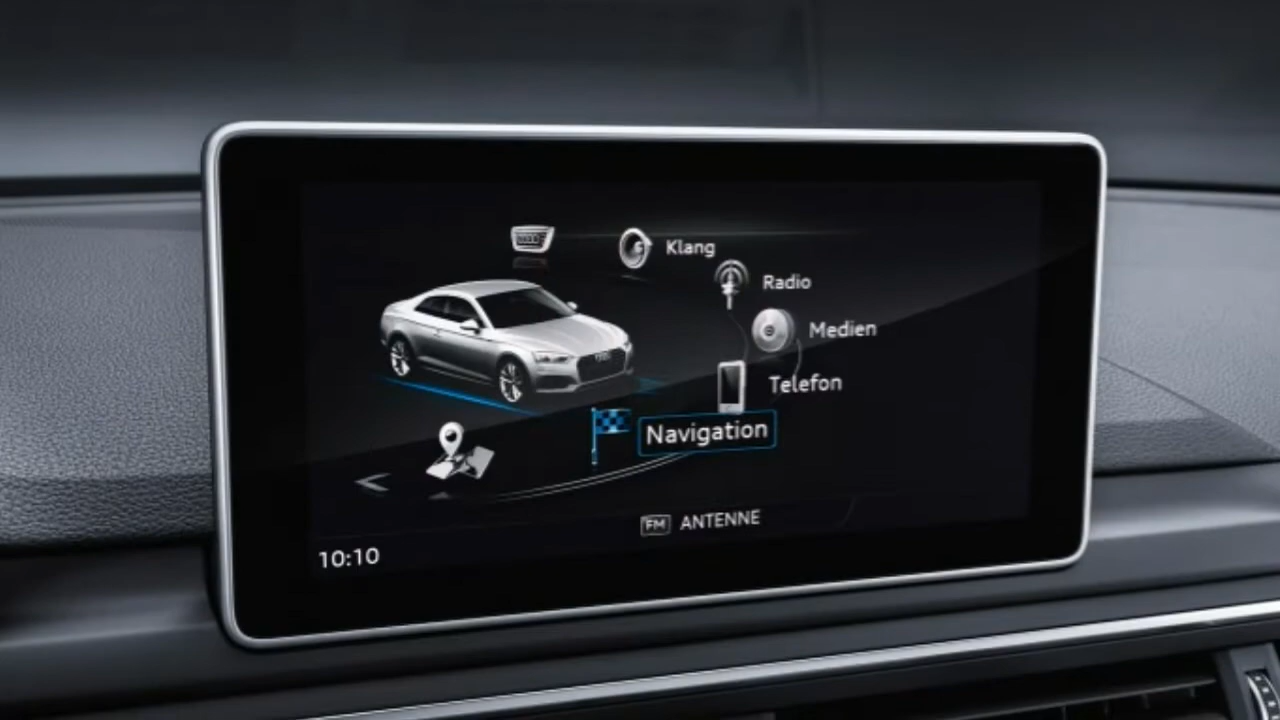 Klang
Radio
Medien
Telefon
Navigation
FM ANTENNE
10:10